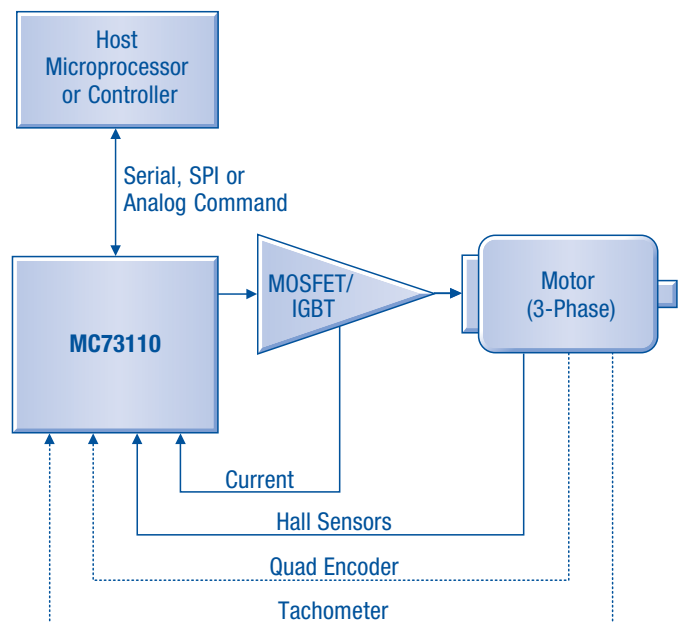 Host
Microprocessor
or Controller
Serial, SPI or
Analog Command
MC73110
MOSFET/
IGBT
Motor
(3-Phase)
Current
Hall Sensors
Quad Encoder
Tachometer